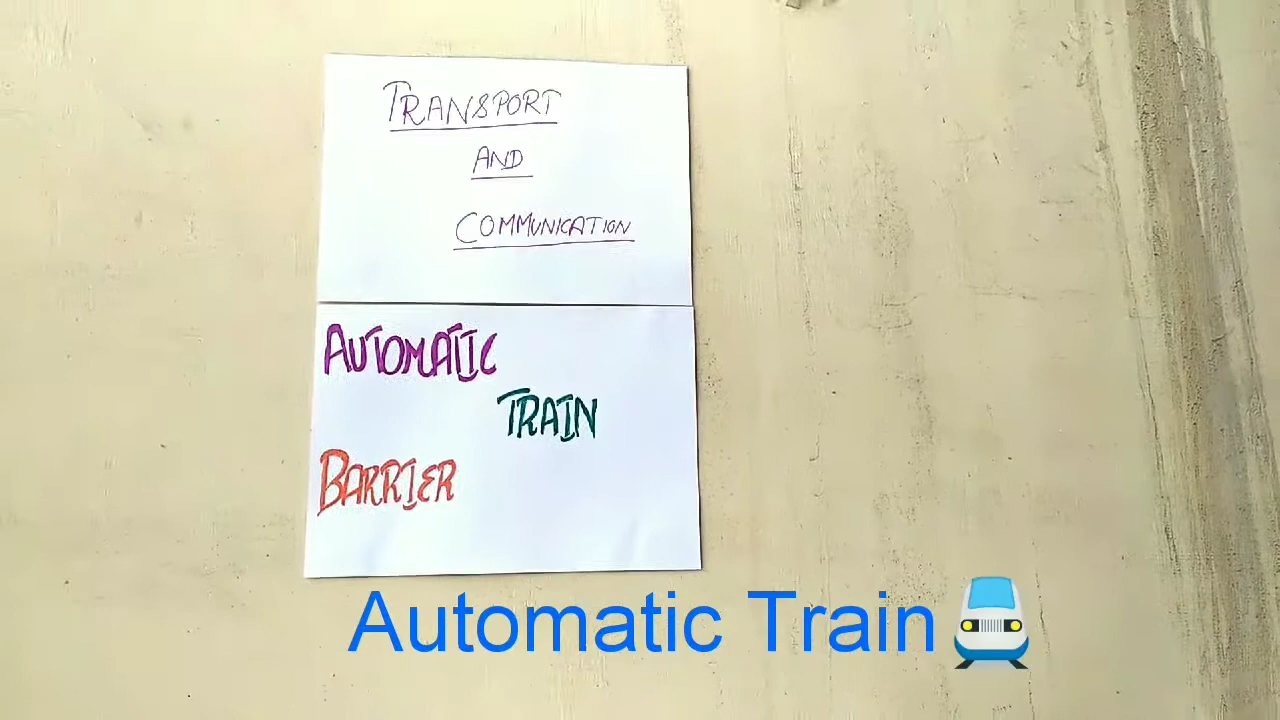 TRANSPORT
AND
COMMUNICATION
AUTOMATIC
TRAIN
BARRIER
Automatic Train